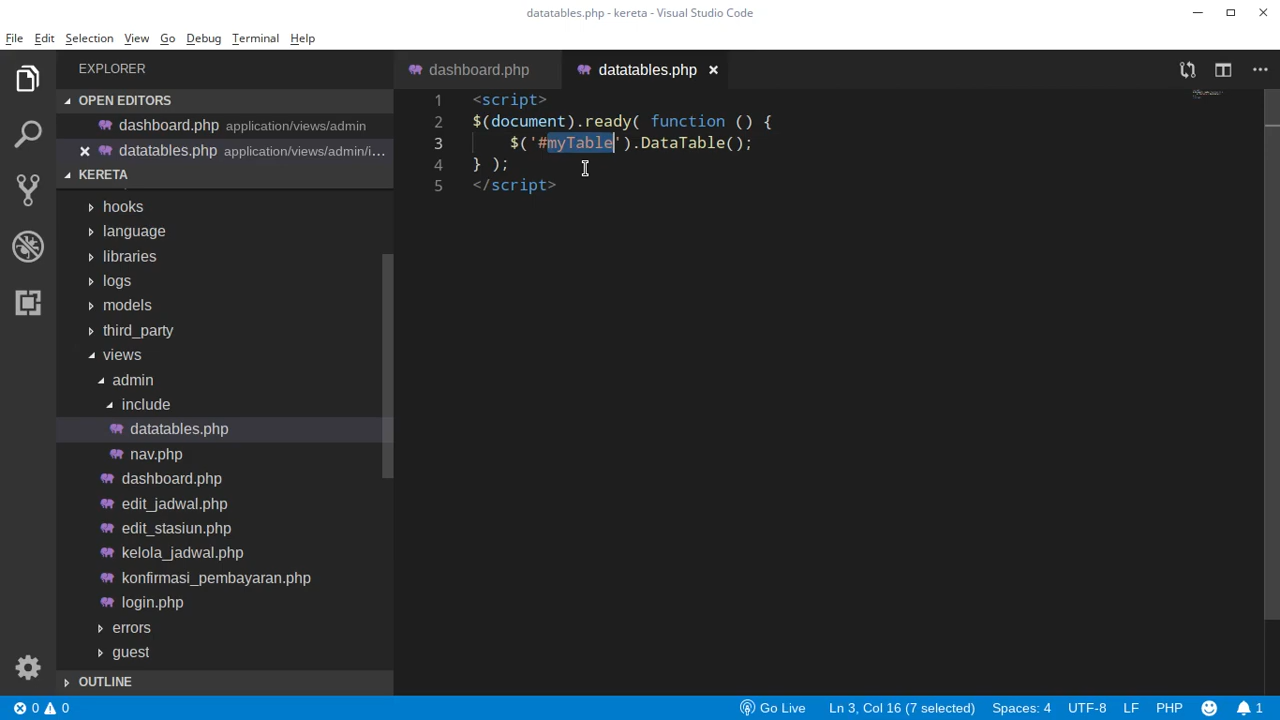 datatables.php - kereta - Visual Studio Code
File Edit Selection View Go Debug Terminal Help
EXPLORER
OPEN EDITORS
dashboard.php application/views/admin
datatables.php application/views/admin/i...
KERETA
hooks
language
libraries
logs
models
third_party
views
admin
include
datatables.php
nav.php
dashboard.php
edit_jadwal.php
edit_stasiun.php
kelola_jadwal.php
konfirmasi_pembayaran.php
login.php
errors
guest
OUTLINE
dashboard.php datatables.php
1 <script>
2 $(document).ready( function () {
3 $('#myTable').DataTable();
4 } );
5 </script>
0 0 Go Live Ln 3, Col 16 (7 selected) Spaces: 4 UTF-8 LF PHP 1